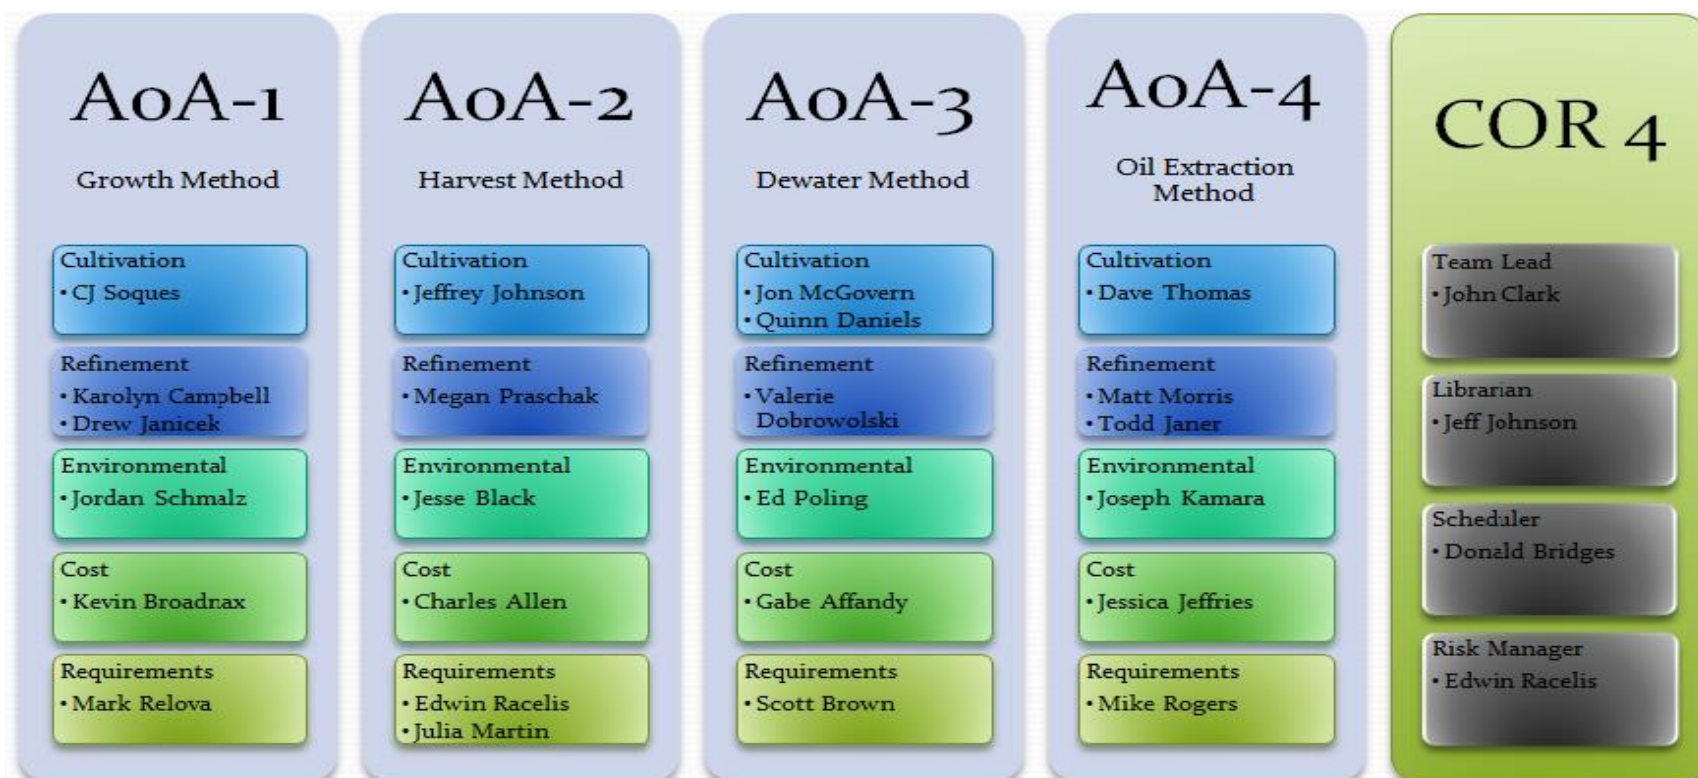 AoA-1
Growth Method
Cultivation
• CJ Soques
Refinement
• Karolyn Campbell
• Drew Janicek
Environmental
• Jordan Schmalz
Cost
• Kevin Broadnax
Requirements
• Mark Relova
AoA-2
Harvest Method
Cultivation
• Jeffrey Johnson
Refinement
• Megan Praschak
Environmental
• Jesse Black
Cost
• Charles Allen
Requirements
• Edwin Racelis
• Julia Martin
AoA-3
Dewater Method
Cultivation
• Jon McGovern
• Quinn Daniels
Refinement
• Valerie
Dobrowolski
Environmental
• Ed Poling
Cost
• Gabe Affandy
Requirements
• Scott Brown
AoA-4
Oil Extraction
Method
Cultivation
• Dave Thomas
Refinement
• Matt Morris
• Todd Janer
Environmental
• Joseph Kamara
Cost
• Jessica Jeffries
Requirements
• Mike Rogers
COR 4
Team Lead
• John Clark
Librarian
• Jeff Johnson
Scheduler
• Donald Bridges
Risk Manager
• Edwin Racelis